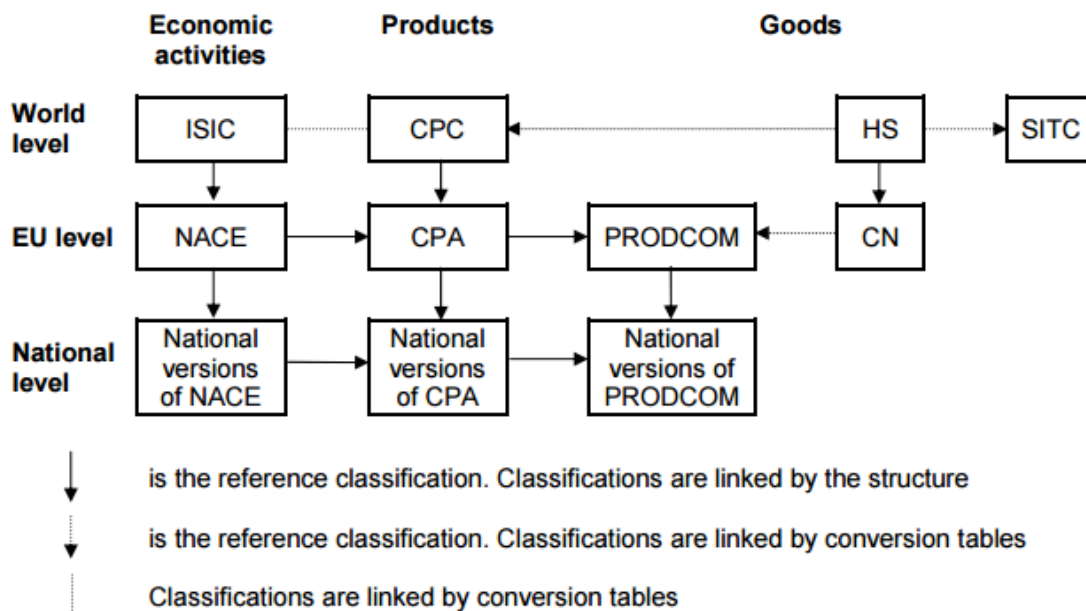 Economic
activities
Products
Goods
World
level
ISIC
CPC
HS
SITC
EU level
NACE
CPA
PRODCOM
CN
National
level
National
versions
of NACE
National
versions
of CPA
National
versions of
PRODCOM
is the reference classification. Classifications are linked by the structure
is the reference classification. Classifications are linked by conversion tables
Classifications are linked by conversion tables